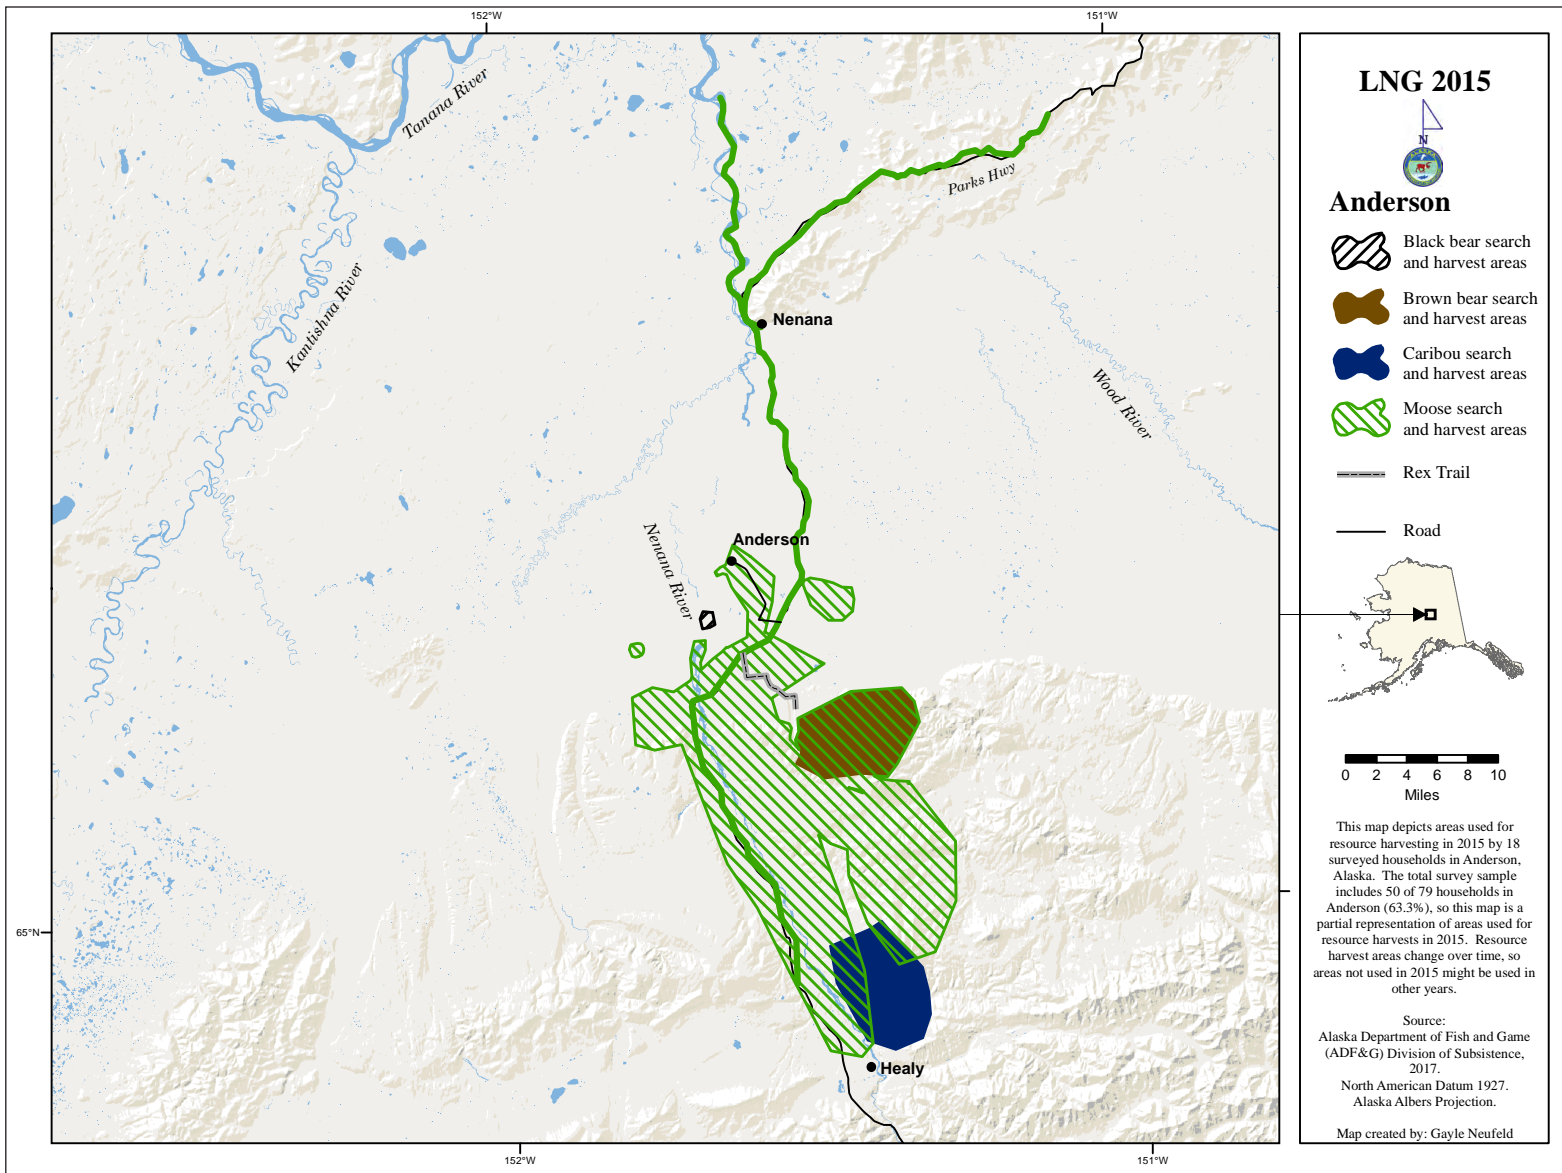 152°W
151°W
Tanana River
Kantishna River
Parks Hwy
Nenana
Wood River
Anderson
Nenana River
65°N
Healy
152°W
151°W
LNG 2015
N
Anderson
Black bear search
and harvest areas
Brown bear search
and harvest areas
Caribou search
and harvest areas
Moose search
and harvest areas
Rex Trail
Road
0 2 4 6 8 10
Miles
This map depicts areas used for
resource harvesting in 2015 by 18
surveyed households in Anderson,
Alaska. The total survey sample
includes 50 of 79 households in
Anderson (63.3%), so this map is a
partial representation of areas used for
resource harvests in 2015. Resource
harvest areas change over time, so
areas not used in 2015 might be used in
other years.
Source:
Alaska Department of Fish and Game
(ADF&G) Division of Subsistence,
2017.
North American Datum 1927.
Alaska Albers Projection.
Map created by: Gayle Neufeld